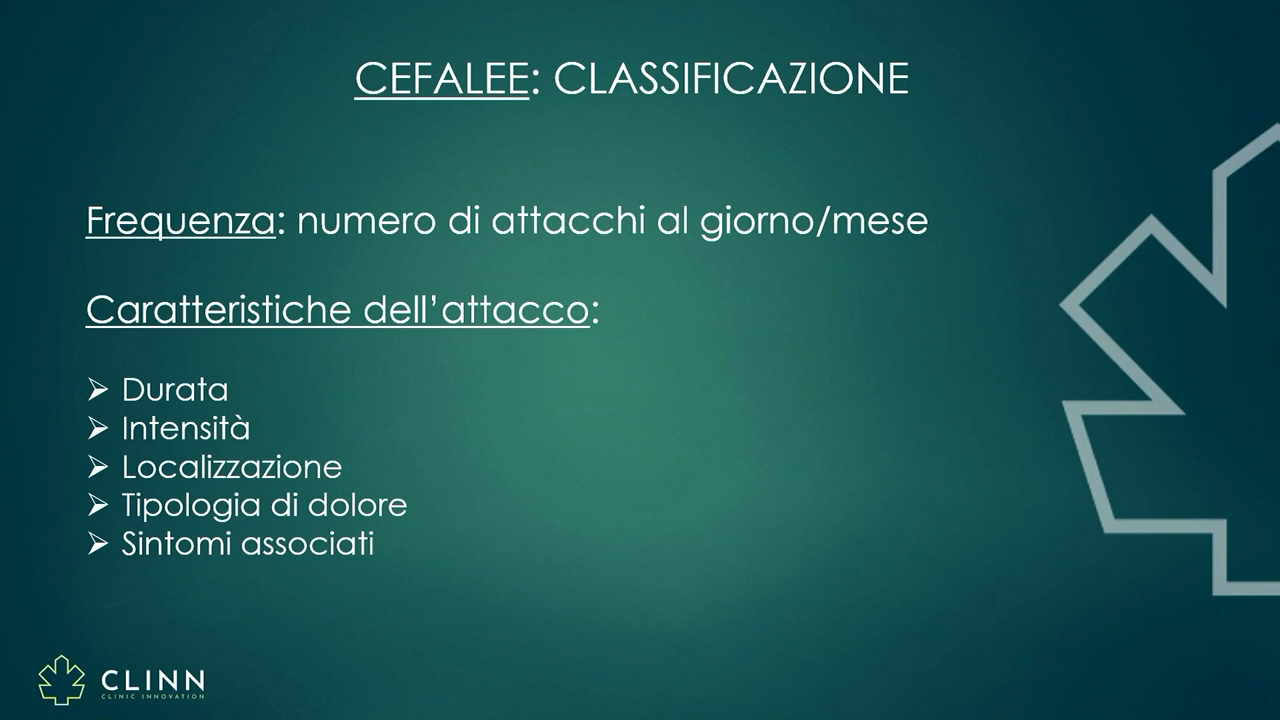 CEFALEE: CLASSIFICAZIONE
Frequenza: numero di attacchi al giorno/mese
Caratteristiche dell’attacco:
➢ Durata
➢ Intensità
➢ Localizzazione
➢ Tipologia di dolore
➢ Sintomi associati
CLINN
CLINIC INNOVATION